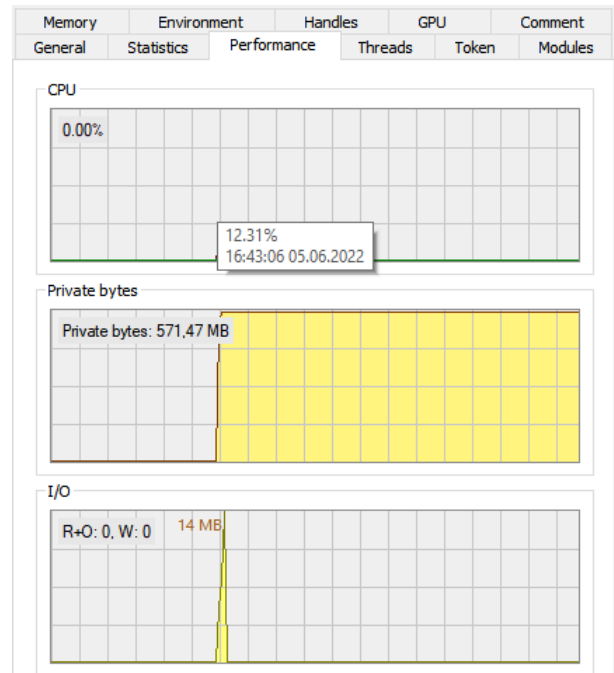 Memory Environment Handles GPU Comment
General Statistics Performance Threads Token Modules
CPU
0.00%
12.31%
16:43:06 05.06.2022
Private bytes
Private bytes: 571,47 MB
I/O
R+O: 0, W: 0 14 MB